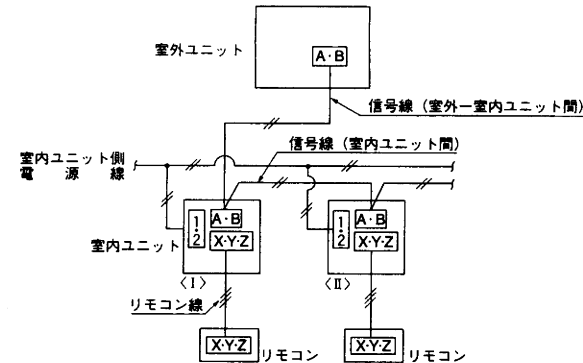 室外ユニット
A・B
信号線(室外一室内ユニット間)
信号線(室内ユニット間)
室内ユニット側
電源線
1・2
A・B
X・Y・Z
1・2
A・B
X・Y・Z
室内ユニット
〈I〉
〈II〉
リモコン線
X・Y・Z
リモコン
X・Y・Z
リモコン